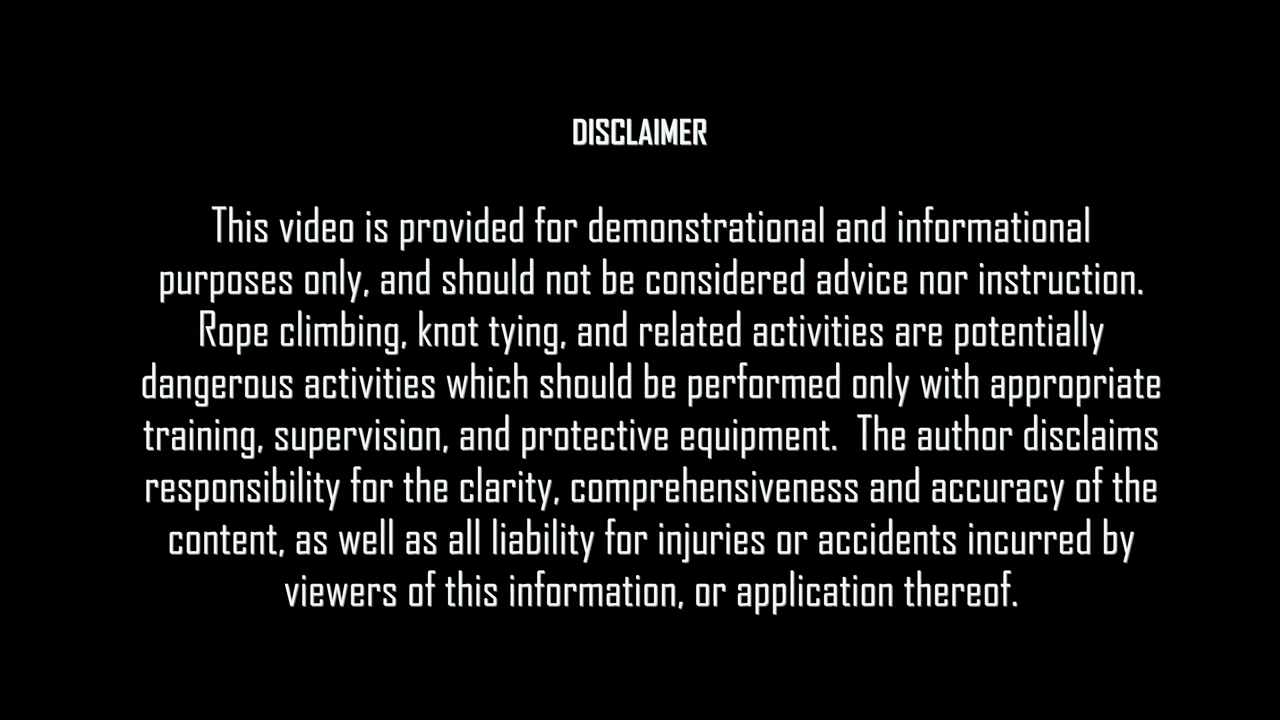 DISCLAIMER
This video is provided for demonstrational and informational
purposes only, and should not be considered advice nor instruction.
Rope climbing, knot tying, and related activities are potentially
dangerous activities which should be performed only with appropriate
training, supervision, and protective equipment.  The author disclaims
responsibility for the clarity, comprehensiveness and accuracy of the
content, as well as all liability for injuries or accidents incurred by
viewers of this information, or application thereof.